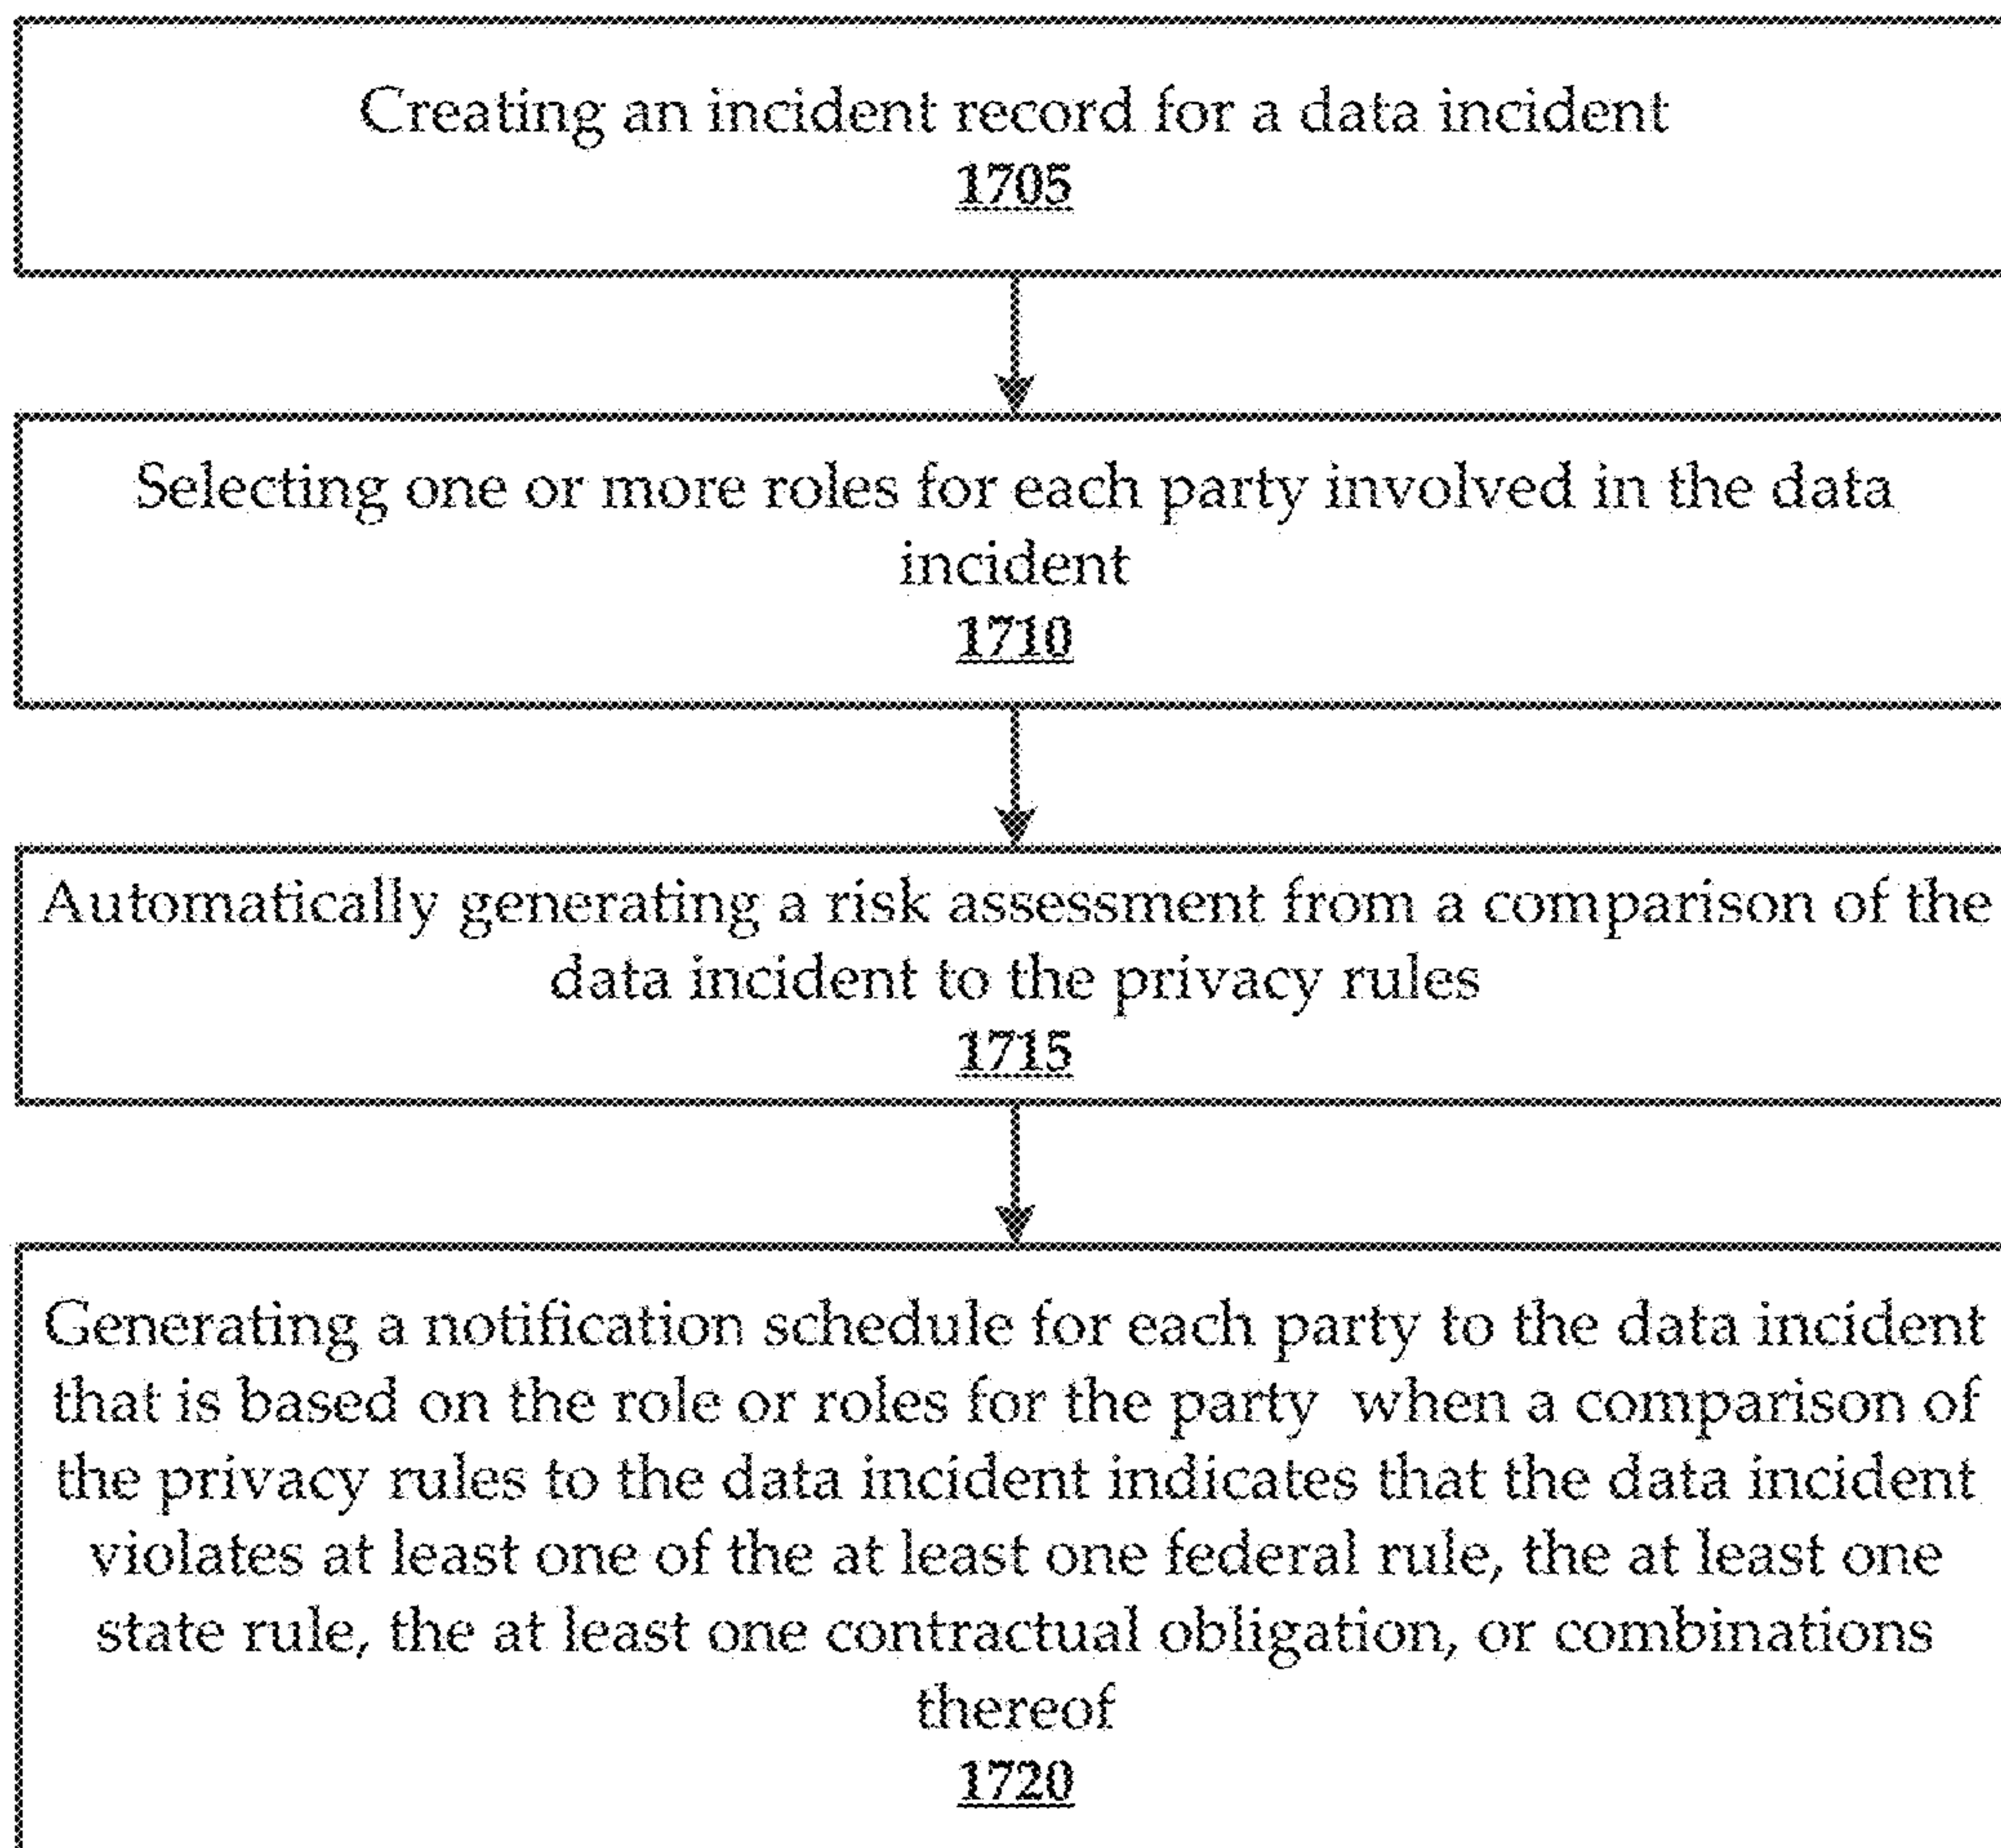 Creating an incident record for a data incident
1705
Selecting one or more roles for each party involved in the data
incident
1710
Automatically generating a risk assessment from a comparison of the
data incident to the privacy rules
1715
Generating a notification schedule for each party to the data incident
that is based on the role or roles for the party when a comparison of
the privacy rules to the data incident indicates that the data incident
violates at least one of the at least one federal rule, the at least one
state rule, the at least one contractual obligation, or combinations
thereof
1720